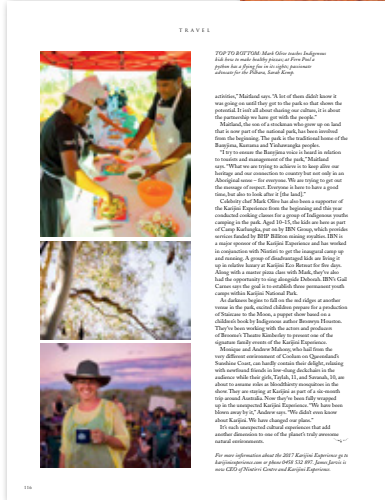 TRAVEL
TOP TO BOTTOM: Mark Olive teaches Indigenous
kids how to make healthy pizzas; at Fern Pool a
python has a flying fox in its sights; passionate
advocate for the Pilbara, Sarah Kemp.
activities," Maitland says. "A lot of them didn't know it
was going on until they got to the park so that shows the
potential. It isn't all about sharing our culture, it is about
the partnership we have got with the people."
Maitland, the son of a stockman who grew up on land
that is now part of the national park, has been involved
from the beginning. The park is the traditional home of the
Banyjima, Kurrama and Yinhawangka peoples.
"I try to ensure the Banyjima voice is heard in relation
to tourists and management of the park," Maitland
says. "What we are trying to achieve is to keep alive our
heritage and our connection to country but not only in an
Aboriginal sense – for everyone. We are trying to get out
the message of respect. Everyone is here to have a good
time, but also to look after it [the land]."
Celebrity chef Mark Olive has also been a supporter of
the Karijini Experience from the beginning and this year
conducted cooking classes for a group of Indigenous youths
camping in the park. Aged 10–15, the kids are here as part
of Camp Kurlungka, put on by IBN Group, which provides
services funded by BHP Billiton mining royalties. IBN is
a major sponsor of the Karijini Experience and has worked
in conjunction with Nintirri to get the inaugural camp up
and running. A group of disadvantaged kids are living it
up in relative luxury at Karijini Eco Retreat for five days.
Along with a master pizza class with Mark, they've also
had the opportunity to sing alongside Deborah. IBN's Gail
Carnes says the goal is to establish three permanent youth
camps within Karijini National Park.
As darkness begins to fall on the red ridges at another
venue in the park, excited children prepare for a production
of Staircase to the Moon, a puppet show based on a
children's book by Indigenous author Bronwyn Houston.
They've been working with the actors and producers
of Broome's Theatre Kimberley to present one of the
signature family events of the Karijini Experience.
Monique and Andrew Mahony, who hail from the
very different environment of Coolum on Queensland's
Sunshine Coast, can hardly contain their delight, relaxing
with newfound friends in low-slung deckchairs in the
audience while their girls, Taylah, 11, and Savanah, 10, are
about to assume roles as bloodthirsty mosquitoes in the
show. They are staying at Karijini as part of a six-month
trip around Australia. Now they've been fully wrapped
up in the unexpected Karijini Experience. "We have been
blown away by it," Andrew says. "We didn't even know
about Karijini. We have changed our plans."
It's such unexpected cultural experiences that add
another dimension to one of the planet's truly awesome
natural environments.
For more information about the 2017 Karijini Experience go to
karijiniexperience.com or phone 0458 532 897. James Jarvis is
now CEO of Nintirri Centre and Karijini Experience.